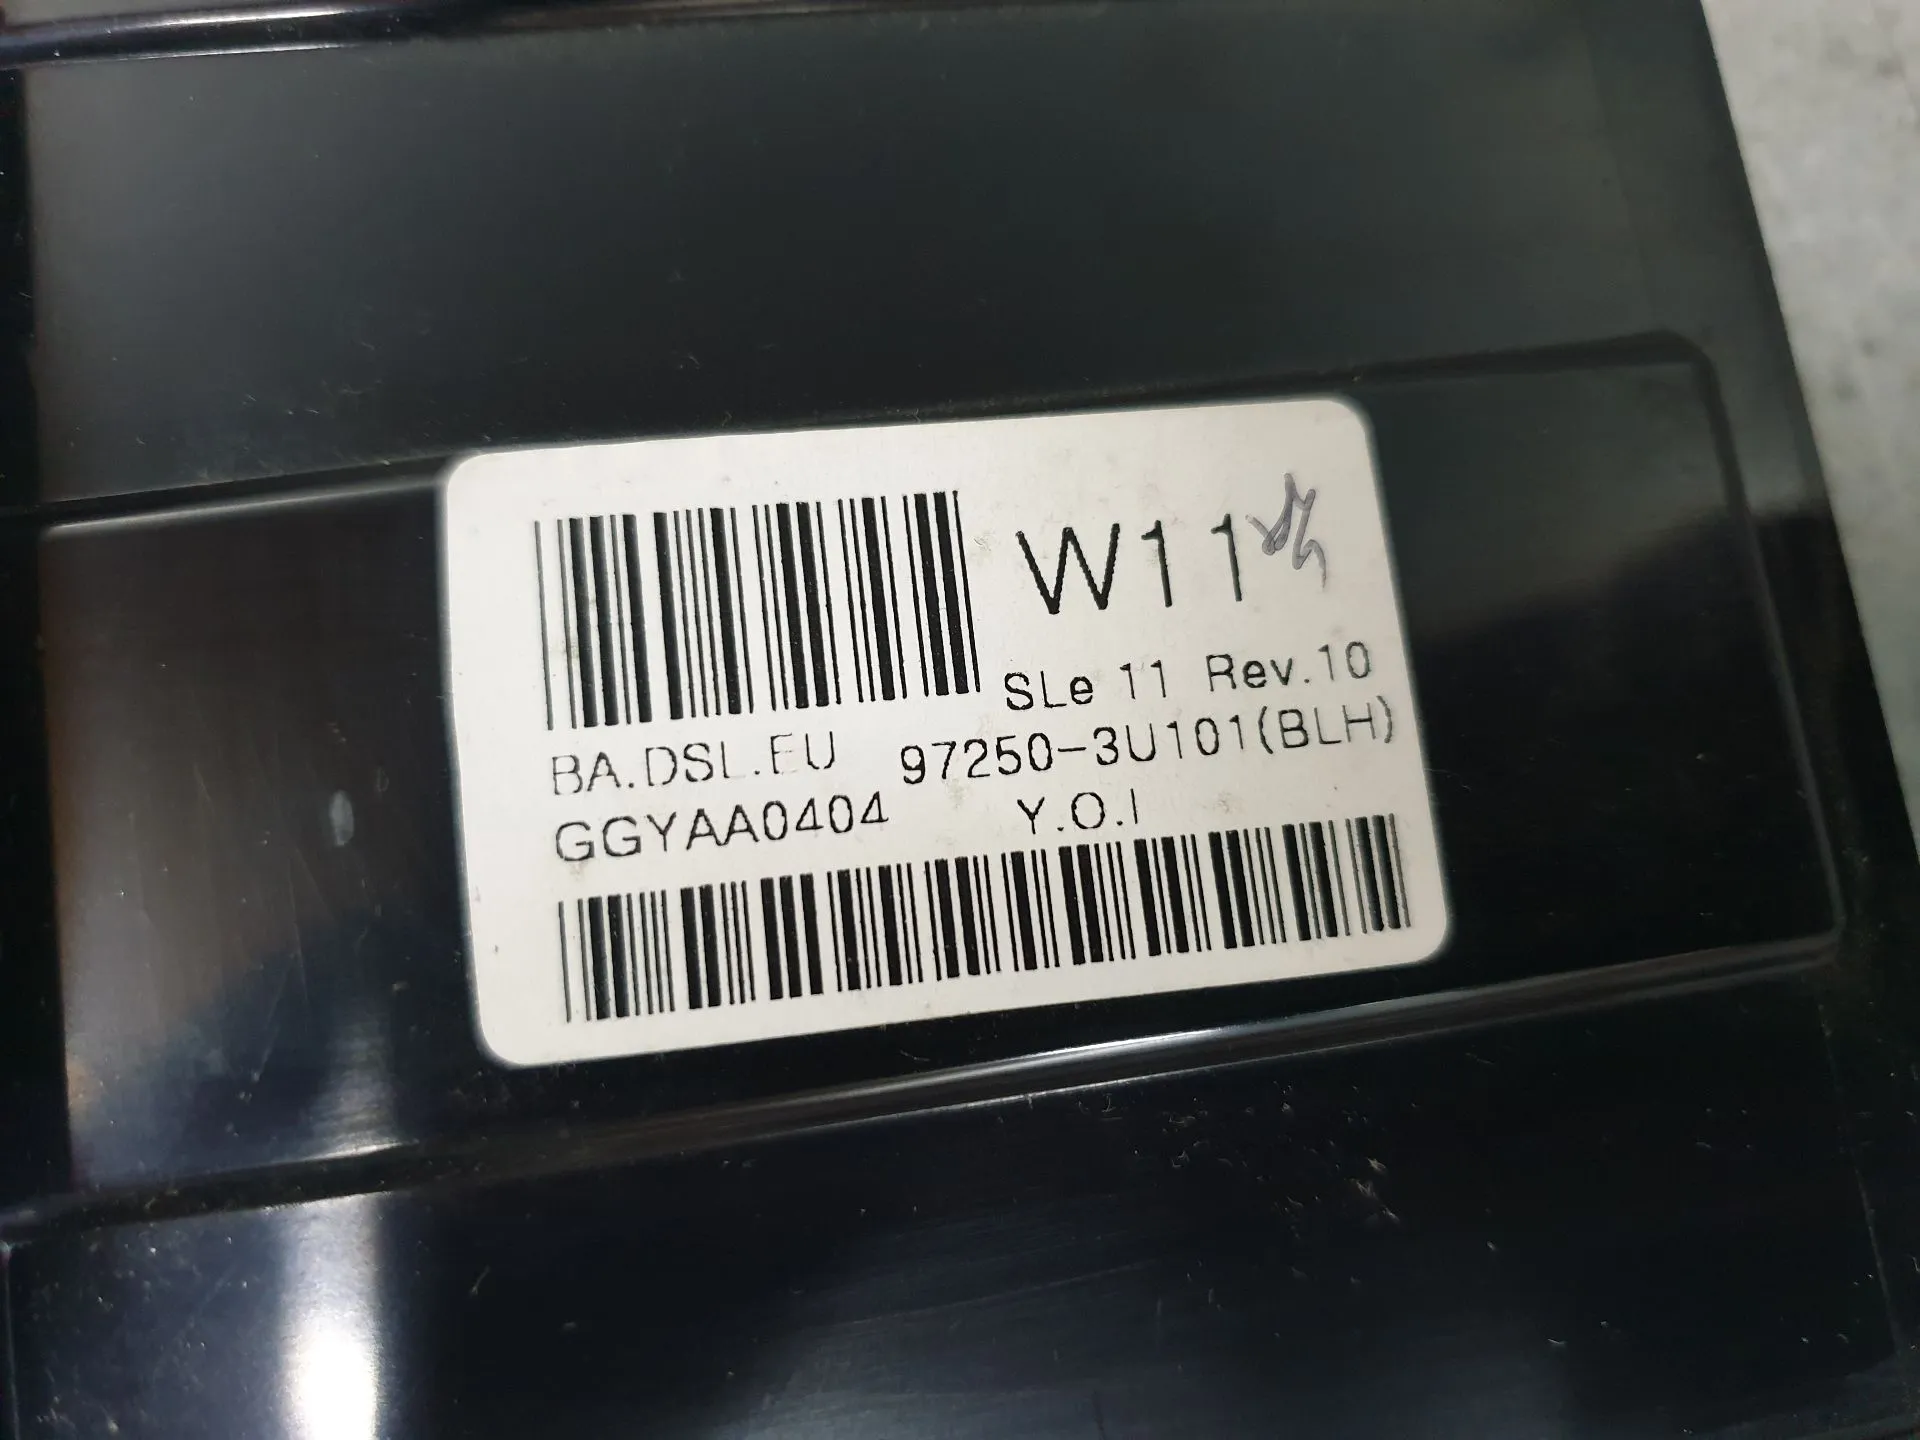 W11
SLe 11 Rev.10
BA.DSL.EU 97250-3U101(BLH)
GGYAA0404 Y.O.I